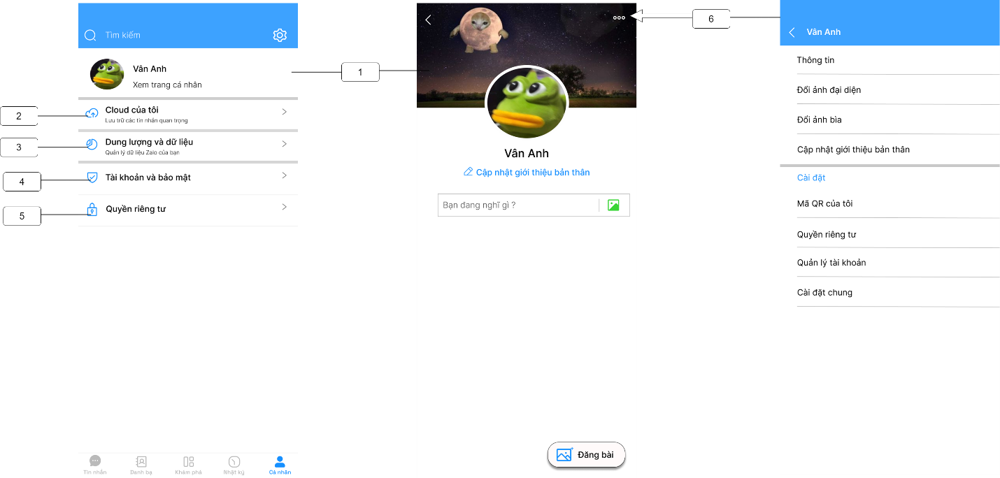 Tìm kiếm
Vân Anh
Xem trang cá nhân
1
2
Cloud của tôi
Lưu trữ các tin nhắn quan trọng
3
Dung lượng và dữ liệu
Quản lý dữ liệu Zalo của bạn
4
Tài khoản và bảo mật
5
Quyền riêng tư
Tin nhắn
Danh bạ
Khám phá
Nhật ký
Cá nhân
Vân Anh
Cập nhật giới thiệu bản thân
Bạn đang nghĩ gì ?
Đăng bài
6
Vân Anh
Thông tin
Đổi ảnh đại diện
Đổi ảnh bìa
Cập nhật giới thiệu bản thân
Cài đặt
Mã QR của tôi
Quyền riêng tư
Quản lý tài khoản
Cài đặt chung